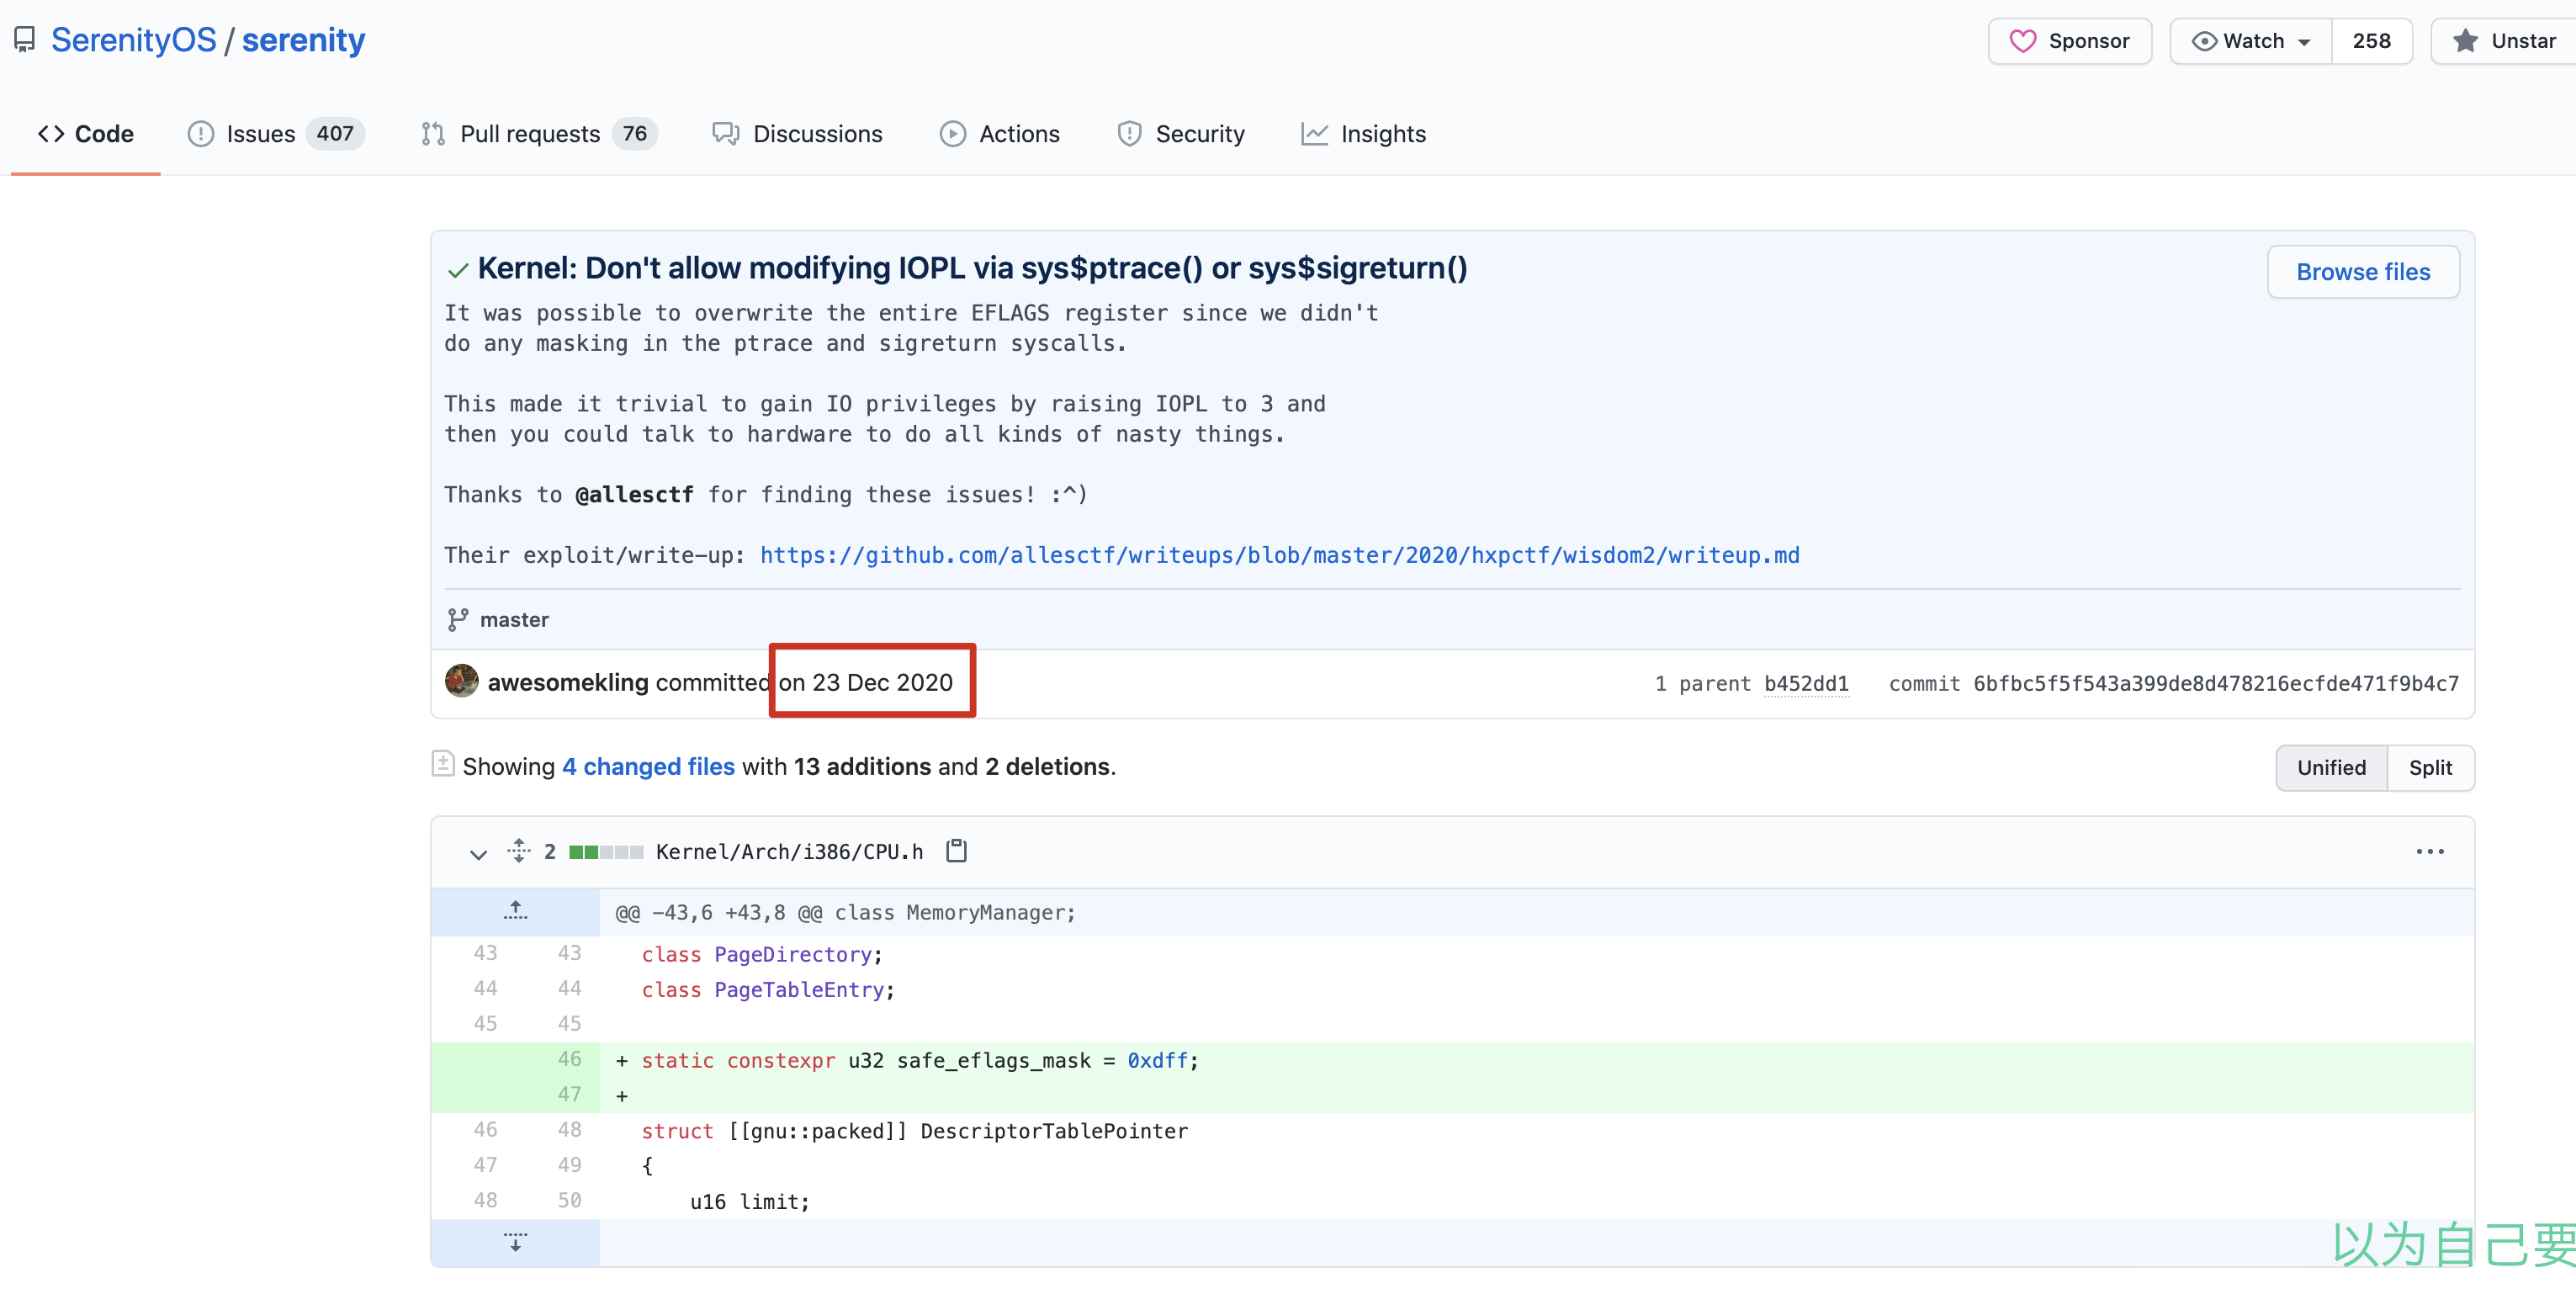 SerenityOS / serenity
Sponsor
Watch 258
Unstar
Code
Issues 407
Pull requests 76
Discussions
Actions
Security
Insights
Kernel: Don't allow modifying IOPL via sys$ptrace() or sys$sigreturn()
Browse files
It was possible to overwrite the entire EFLAGS register since we didn't
do any masking in the ptrace and sigreturn syscalls.
This made it trivial to gain IO privileges by raising IOPL to 3 and
then you could talk to hardware to do all kinds of nasty things.
Thanks to @allesctf for finding these issues! :^)
Their exploit/write-up: https://github.com/allesctf/writeups/blob/master/2020/hxpctf/wisdom2/writeup.md
master
awesomekling committed on 23 Dec 2020
1 parent b452dd1 commit 6bfbc5f5f543a399de8d478216ecfde471f9b4c7
Showing 4 changed files with 13 additions and 2 deletions.
Unified Split
2 Kernel/Arch/i386/CPU.h
@@ -43,6 +43,8 @@ class MemoryManager;
43 43 class PageDirectory;
44 44 class PageTableEntry;
45 45
46 + static constexpr u32 safe_eflags_mask = 0xdff;
47 +
46 48 struct [[gnu::packed]] DescriptorTablePointer
47 49 {
48 50 u16 limit;
以为自己要